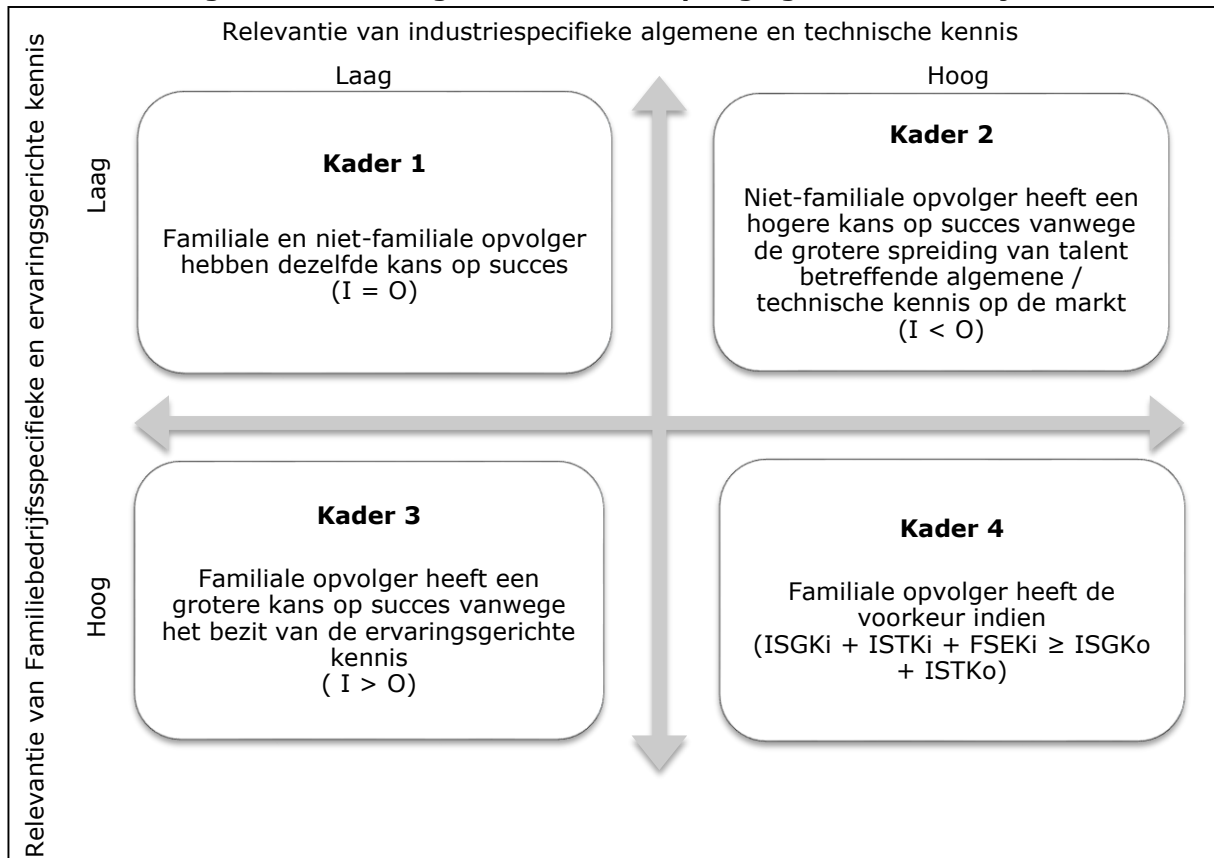 Relevantie van industriespecifieke algemene en technische kennis
Laag
Hoog
Relevantie van Familiebedrijfsspecifieke en ervaringsgerichte kennis
Laag
Kader 1
Familiale en niet-familiale opvolger
hebben dezelfde kans op succes
(I = O)
Kader 2
Niet-familiale opvolger heeft een
hogere kans op succes vanwege
de grotere spreiding van talent
betreffende algemene /
technische kennis op de markt
(I < O)
Hoog
Kader 3
Familiale opvolger heeft een
grotere kans op succes vanwege
het bezit van de ervaringsgerichte
kennis
( I > O)
Kader 4
Familiale opvolger heeft de
voorkeur indien
(ISGKi + ISTKi + FSEKi ≥ ISGKo
+ ISTKo)